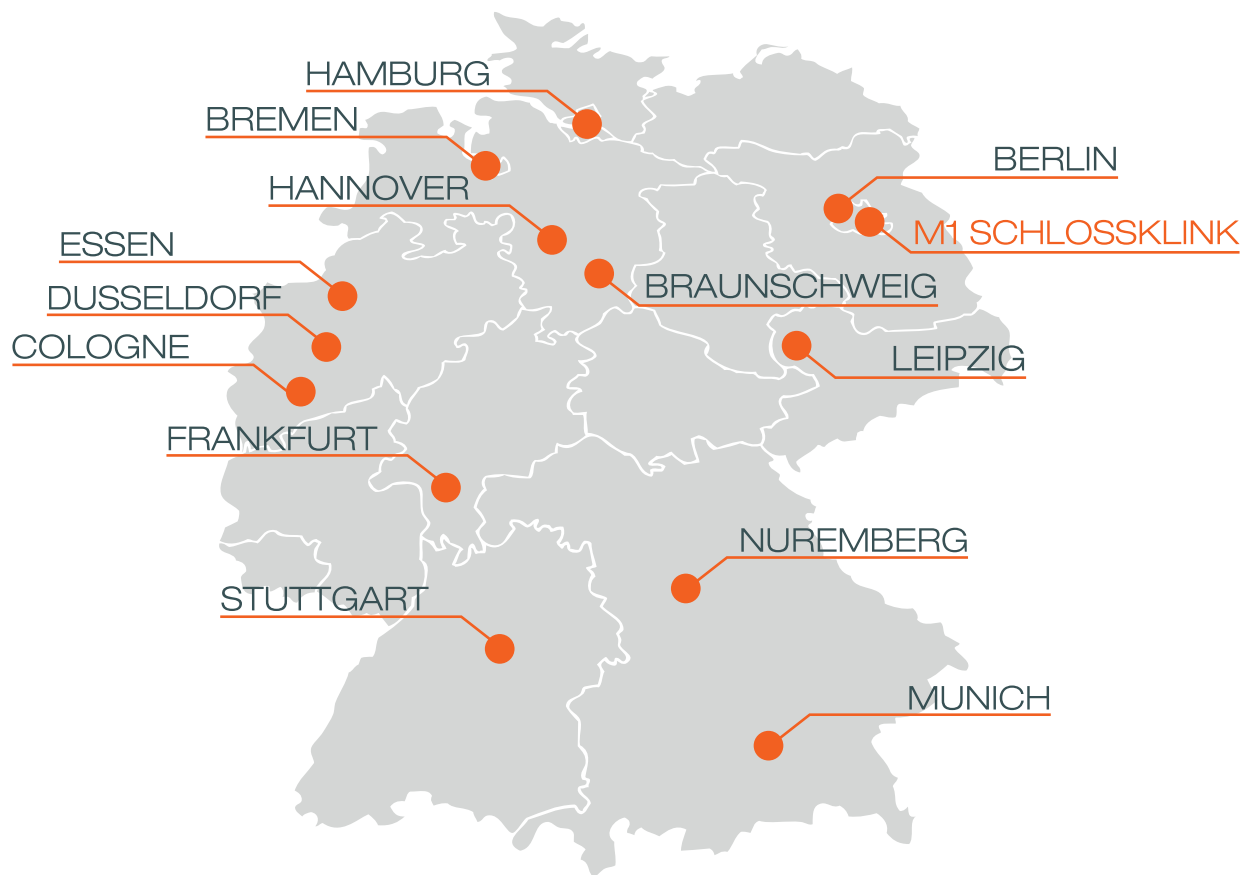 HAMBURG
BREMEN
BERLIN
HANNOVER
M1 SCHLOSSKLINK
ESSEN
BRAUNSCHWEIG
DUSSELDORF
COLOGNE
LEIPZIG
FRANKFURT
NUREMBERG
STUTTGART
MUNICH